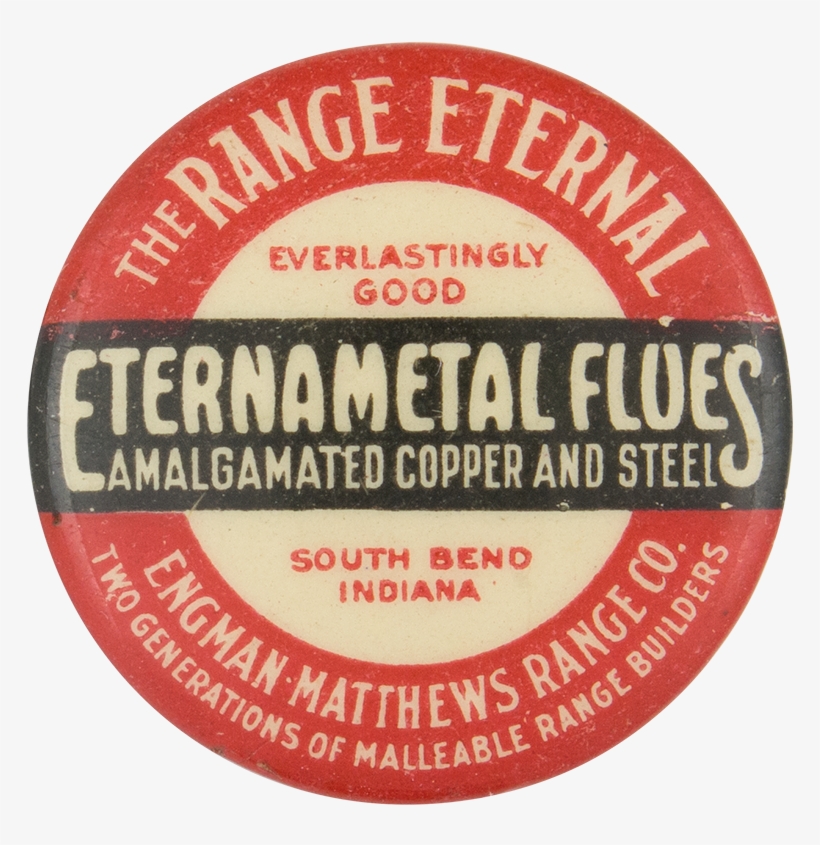 THE RANGE ETERNAL
EVERLASTINGLY
GOOD
ETERNAMETAL FLUES
AMALGAMATED COPPER AND STEEL
SOUTH BEND
INDIANA
ENGMAN-MATTHEWS RANGE CO.
TWO GENERATIONS OF MALLEABLE RANGE BUILDERS